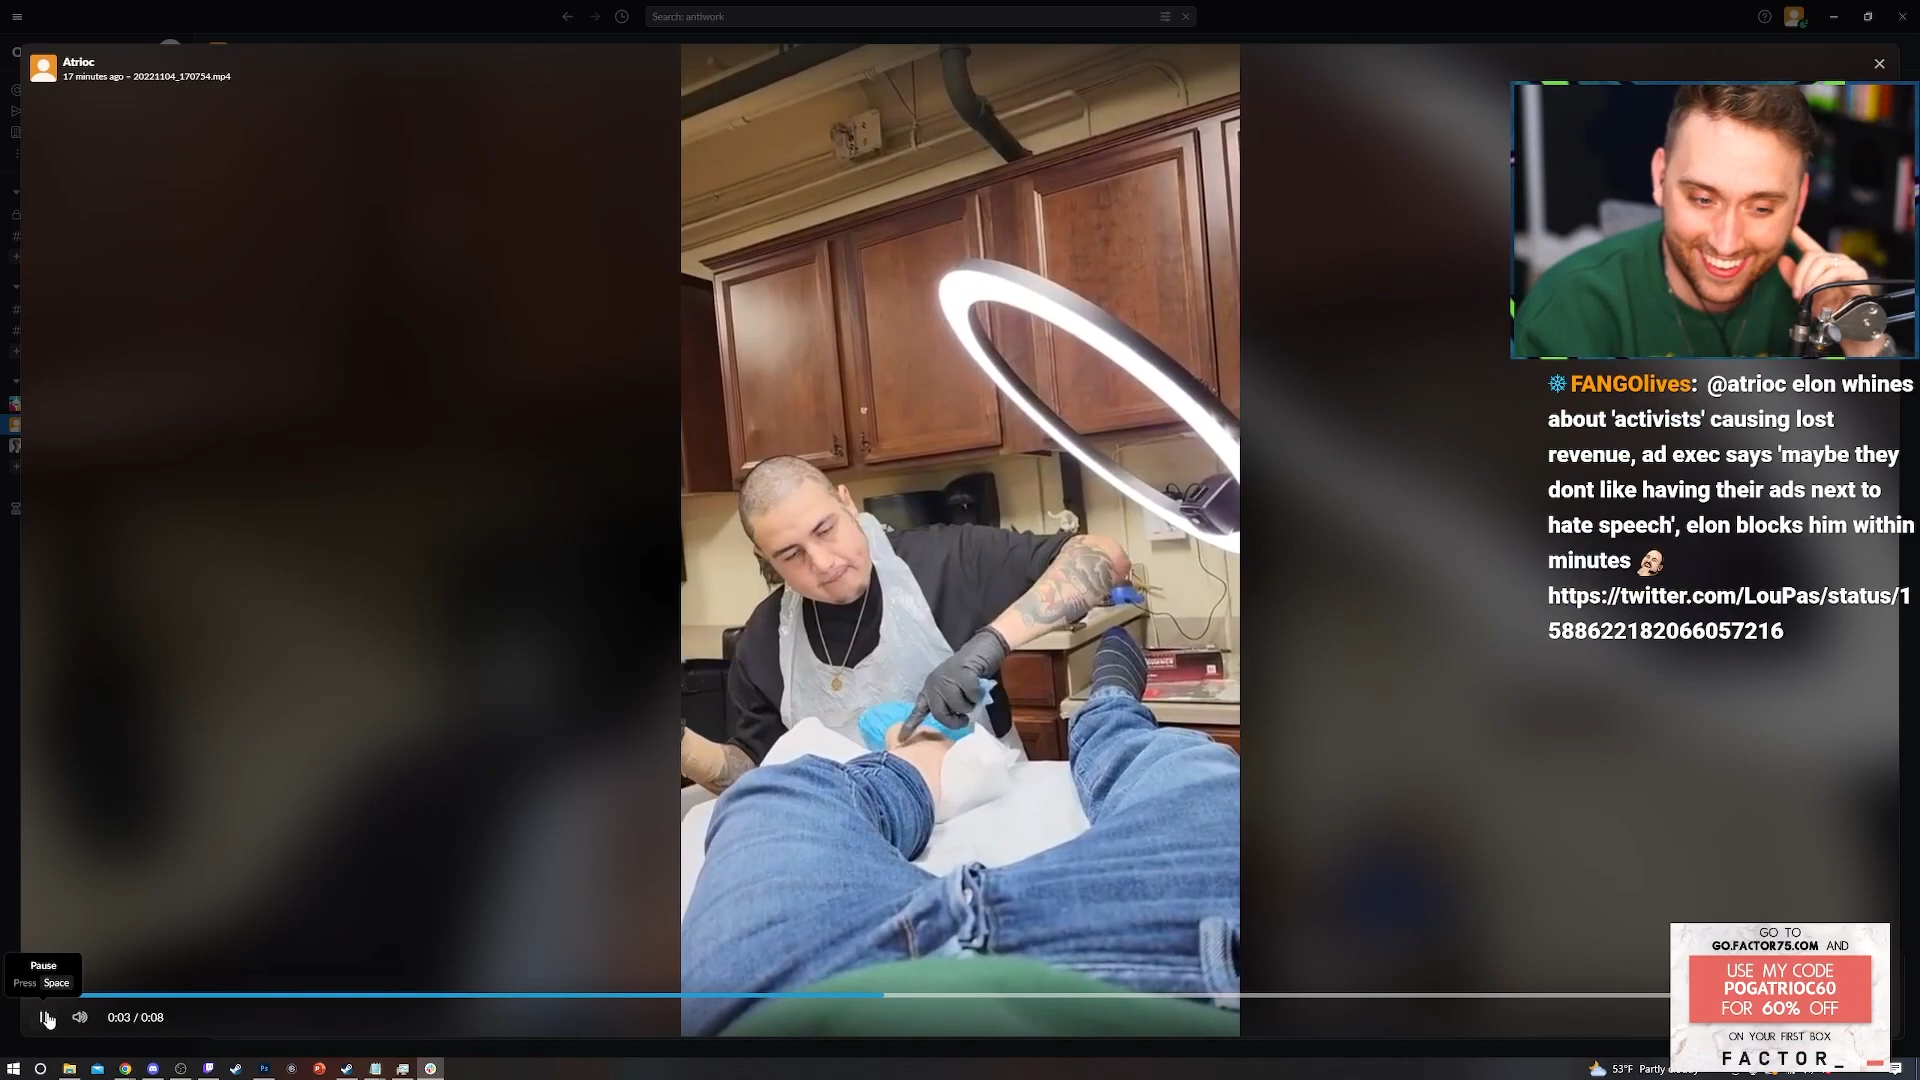 Search: antiwork
Atrioc
17 minutes ago – 20221104_170754.mp4
FANGOlives: @atrioc elon whines
about 'activists' causing lost
revenue, ad exec says 'maybe they
dont like having their ads next to
hate speech', elon blocks him within
minutes
https://twitter.com/LouPas/status/1
588622182066057216
GO TO
GO.FACTOR75.COM AND
USE MY CODE
POGATRIOC60
FOR 60% OFF
ON YOUR FIRST BOX
FACTOR_
Pause
Press Space
0:03 / 0:08
53°F Partly